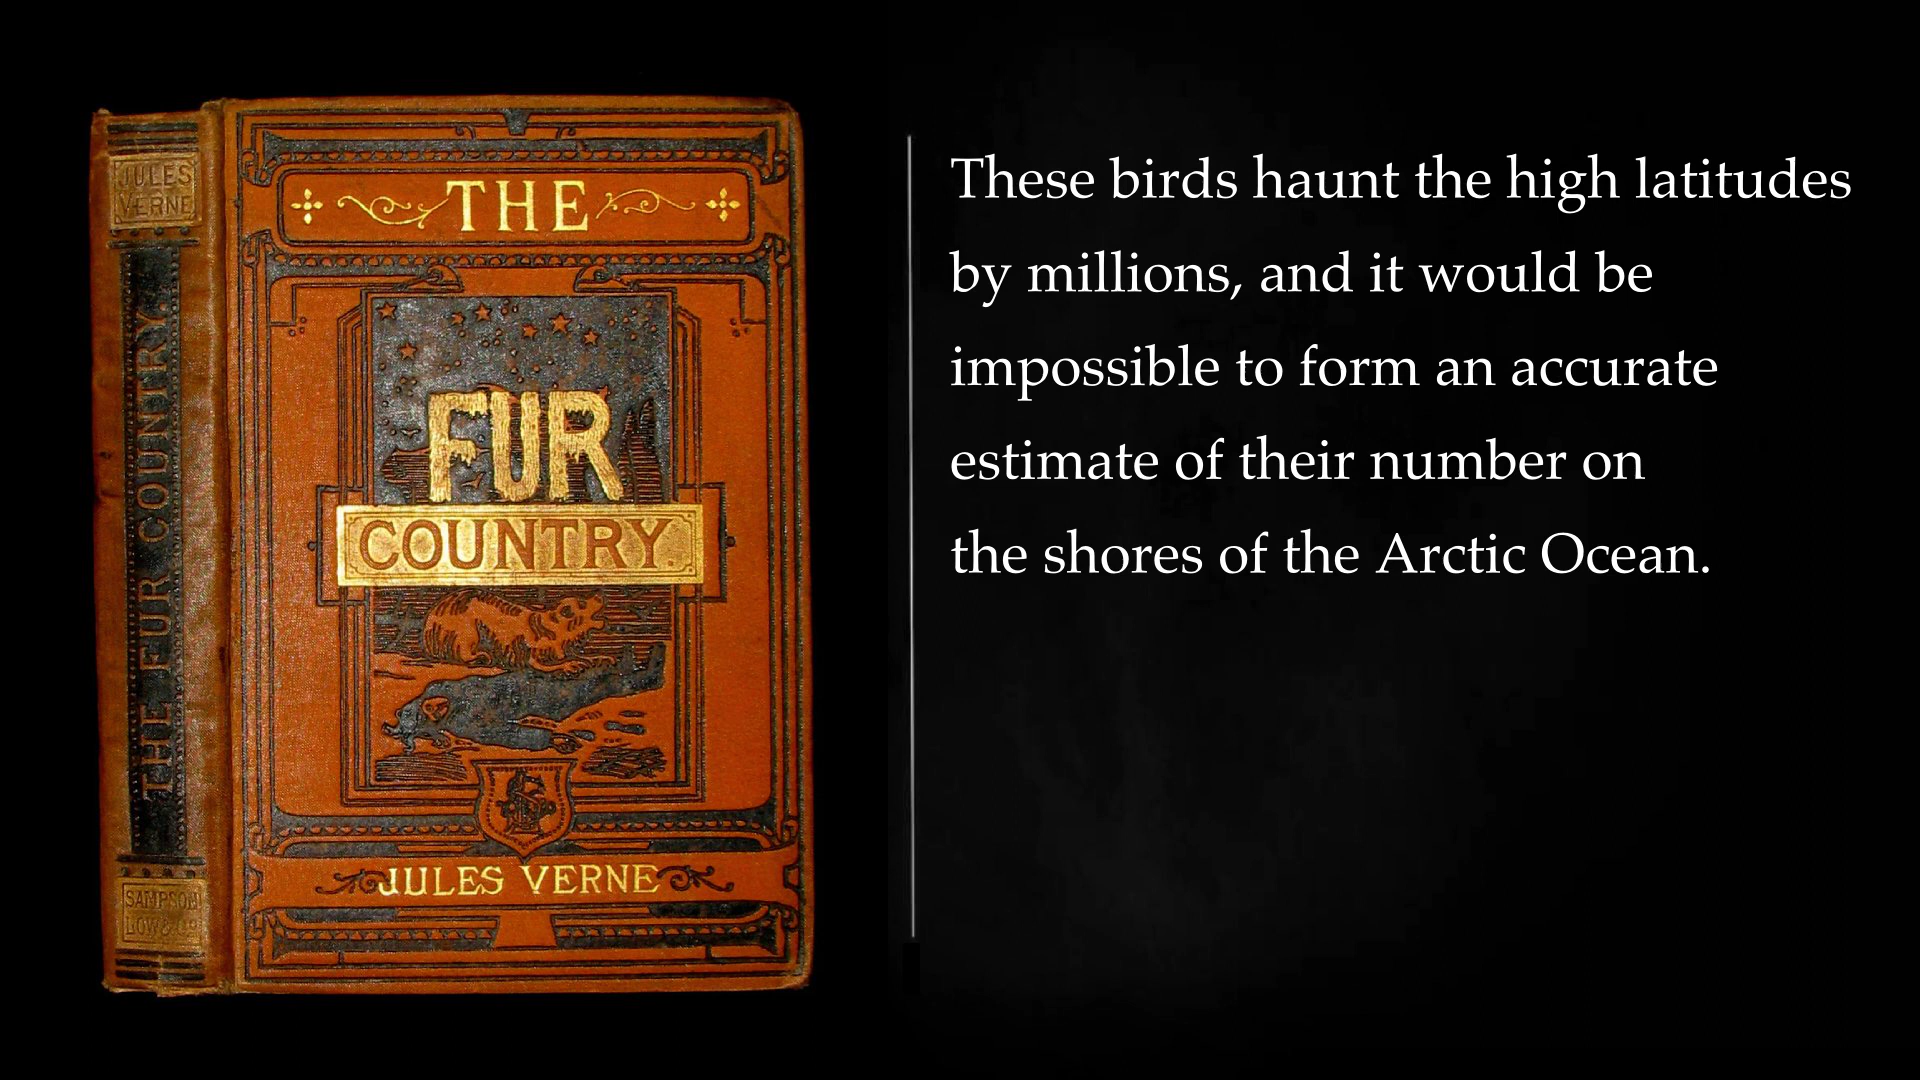 JULES
VERNE
THE FUR COUNTRY.
SAMPSON
LOW & Co
THE
FUR
COUNTRY.
JULES VERNE
These birds haunt the high latitudes
by millions, and it would be
impossible to form an accurate
estimate of their number on
the shores of the Arctic Ocean.